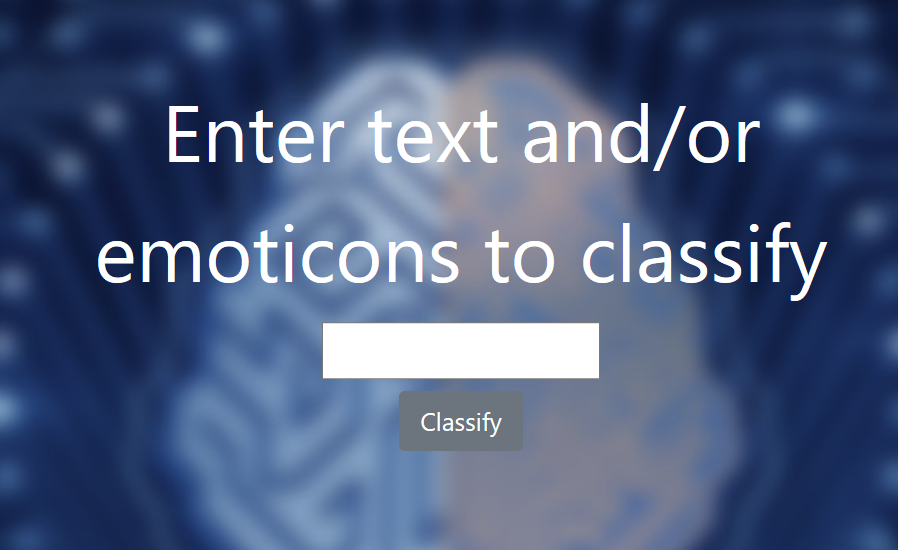 Enter text and/or
emoticons to classify
Classify